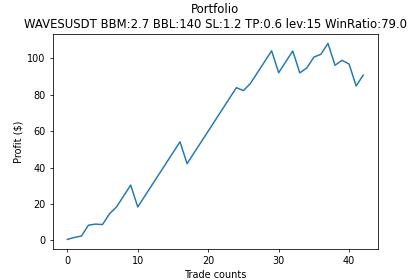 Portfolio
WAVESUSDT BBM:2.7 BBL:140 SL:1.2 TP:0.6 lev:15 WinRatio:79.0
100
80
60
40
20
0
Profit ($)
0 10 20 30 40
Trade counts